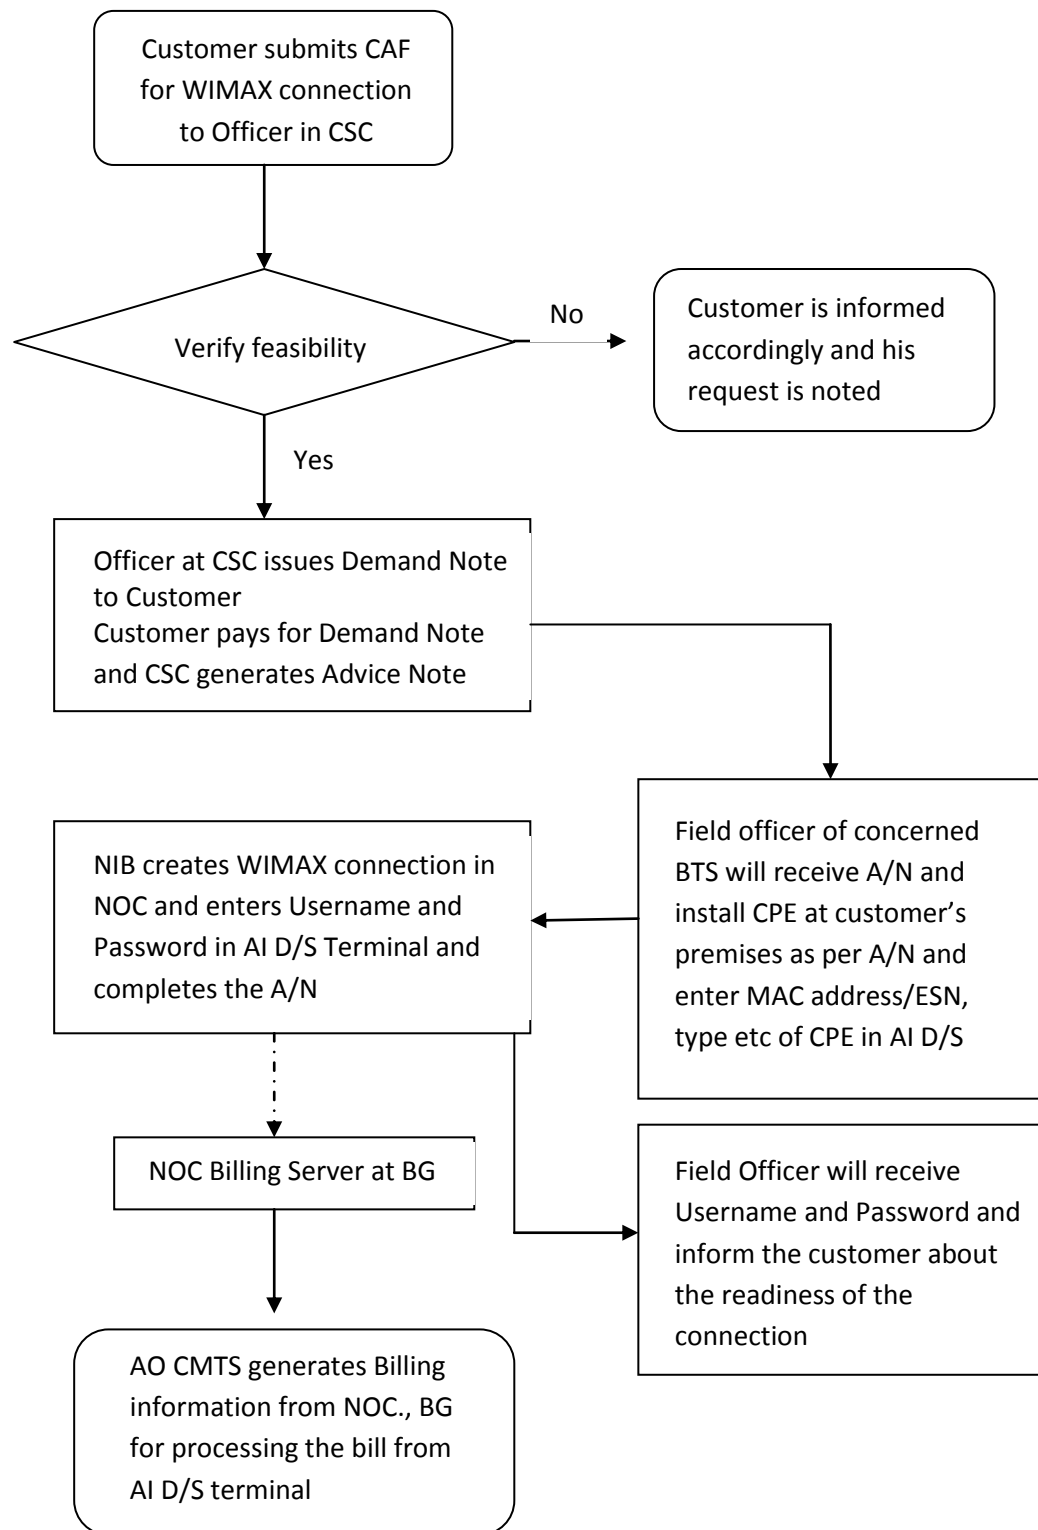 Customer submits CAF
for WIMAX connection
to Officer in CSC
Verify feasibility
No
Customer is informed
accordingly and his
request is noted
Yes
Officer at CSC issues Demand Note
to Customer
Customer pays for Demand Note
and CSC generates Advice Note
Field officer of concerned
BTS will receive A/N and
install CPE at customer’s
premises as per A/N and
enter MAC address/ESN,
type etc of CPE in AI D/S
NIB creates WIMAX connection in
NOC and enters Username and
Password in AI D/S Terminal and
completes the A/N
NOC Billing Server at BG
Field Officer will receive
Username and Password and
inform the customer about
the readiness of the
connection
AO CMTS generates Billing
information from NOC., BG
for processing the bill from
AI D/S terminal